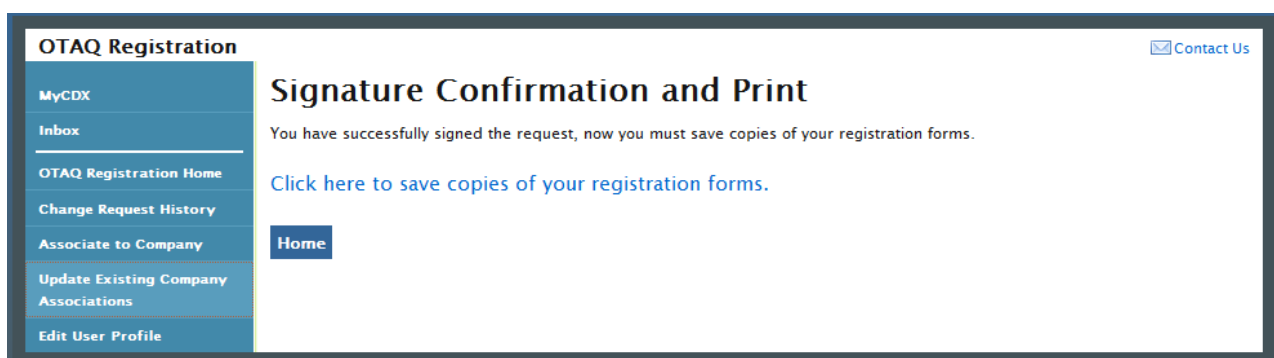 OTAQ Registration
Contact Us
MyCDX
Inbox
OTAQ Registration Home
Change Request History
Associate to Company
Update Existing Company
Associations
Edit User Profile
Signature Confirmation and Print
You have successfully signed the request, now you must save copies of your registration forms.
Click here to save copies of your registration forms.
Home